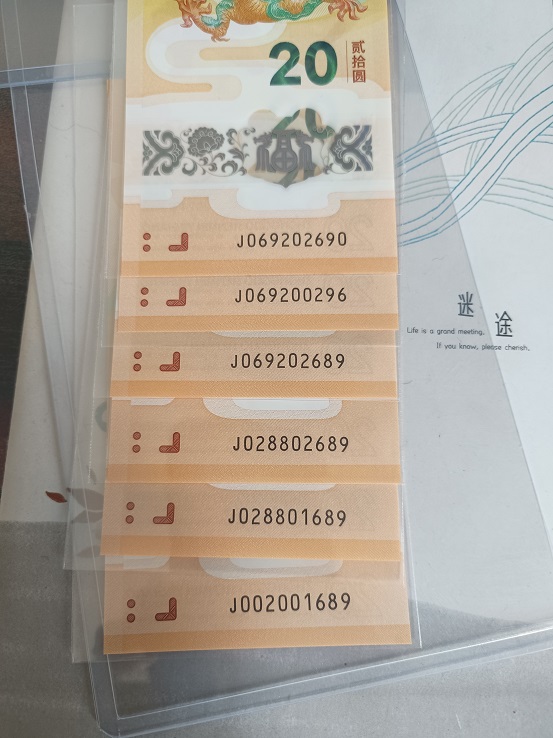 20
贰拾圆
福
J069202690
J069200296
J069202689
J028802689
J028801689
J002001689
迷途
Life is a grand meeting,
If you know, please cherish.